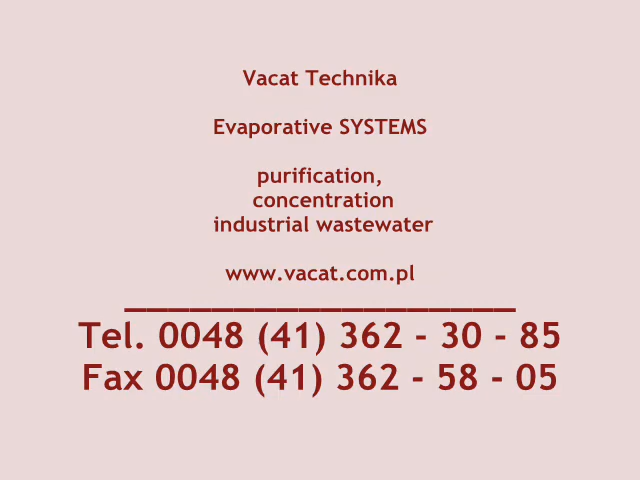 Vacat Technika
Evaporative SYSTEMS
purification,
concentration
industrial wastewater
www.vacat.com.pl
__________________
Tel. 0048 (41) 362 - 30 - 85
Fax 0048 (41) 362 - 58 - 05